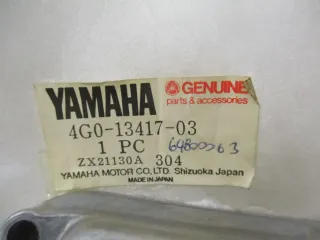 YAMAHA GENUINE
parts & accessories
4G0-13417-03
1 PC
ZX21130A 304
YAMAHA MOTOR CO,LTD. Shizuoka Japan
MADE IN JAPAN